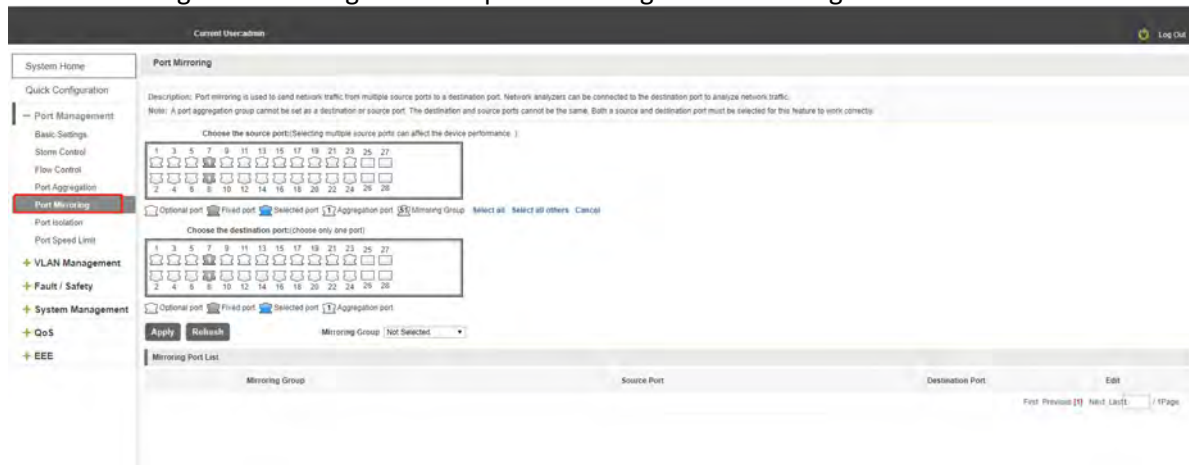 Current User:admin
Log Out
System Home
Quick Configuration
Port Management
Basic Settings
Storm Control
Flow Control
Port Aggregation
Port Mirroring
Port Isolation
Port Speed Limit
VLAN Management
Fault / Safety
System Management
QoS
EEE
Port Mirroring
Description: Port mirroring is used to send network traffic from multiple source ports to a destination port. Network analyzers can be connected to the destination port to analyze network traffic.
Note: A port aggregation group cannot be set as a destination or source port. The destination and source ports cannot be the same. Both a source and destination port must be selected for this feature to work correctly.
Choose the source port:(Selecting multiple source ports can affect the device performance. )
1 3 5 7 9 11 13 15 17 19 21 23 25 27
2 4 6 8 10 12 14 16 18 20 22 24 26 28
Optional port Fixed port Selected port 1 Aggregation port S1 Mirroring Group Select all Select all others Cancel
Choose the destination port:(choose only one port)
1 3 5 7 9 11 13 15 17 19 21 23 25 27
2 4 6 8 10 12 14 16 18 20 22 24 26 28
Optional port Fixed port Selected port 1 Aggregation port
Apply Refresh Mirroring Group Not Selected
Mirroring Port List
Mirroring Group Source Port Destination Port Edit
First Previous [1] Next Last1 / 1Page